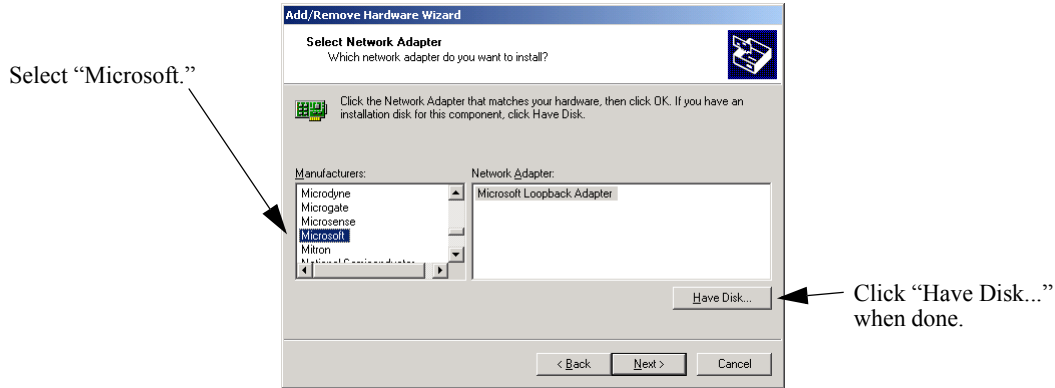 Add/Remove Hardware Wizard
Select Network Adapter
Which network adapter do you want to install?
Select “Microsoft.”
Click the Network Adapter that matches your hardware, then click OK. If you have an
installation disk for this component, click Have Disk.
Manufacturers:
Network Adapter:
Microdyne
Microgate
Microsense
Microsoft
Mitron
Microsoft Loopback Adapter
Have Disk...
Click “Have Disk...”
when done.
< Back
Next >
Cancel